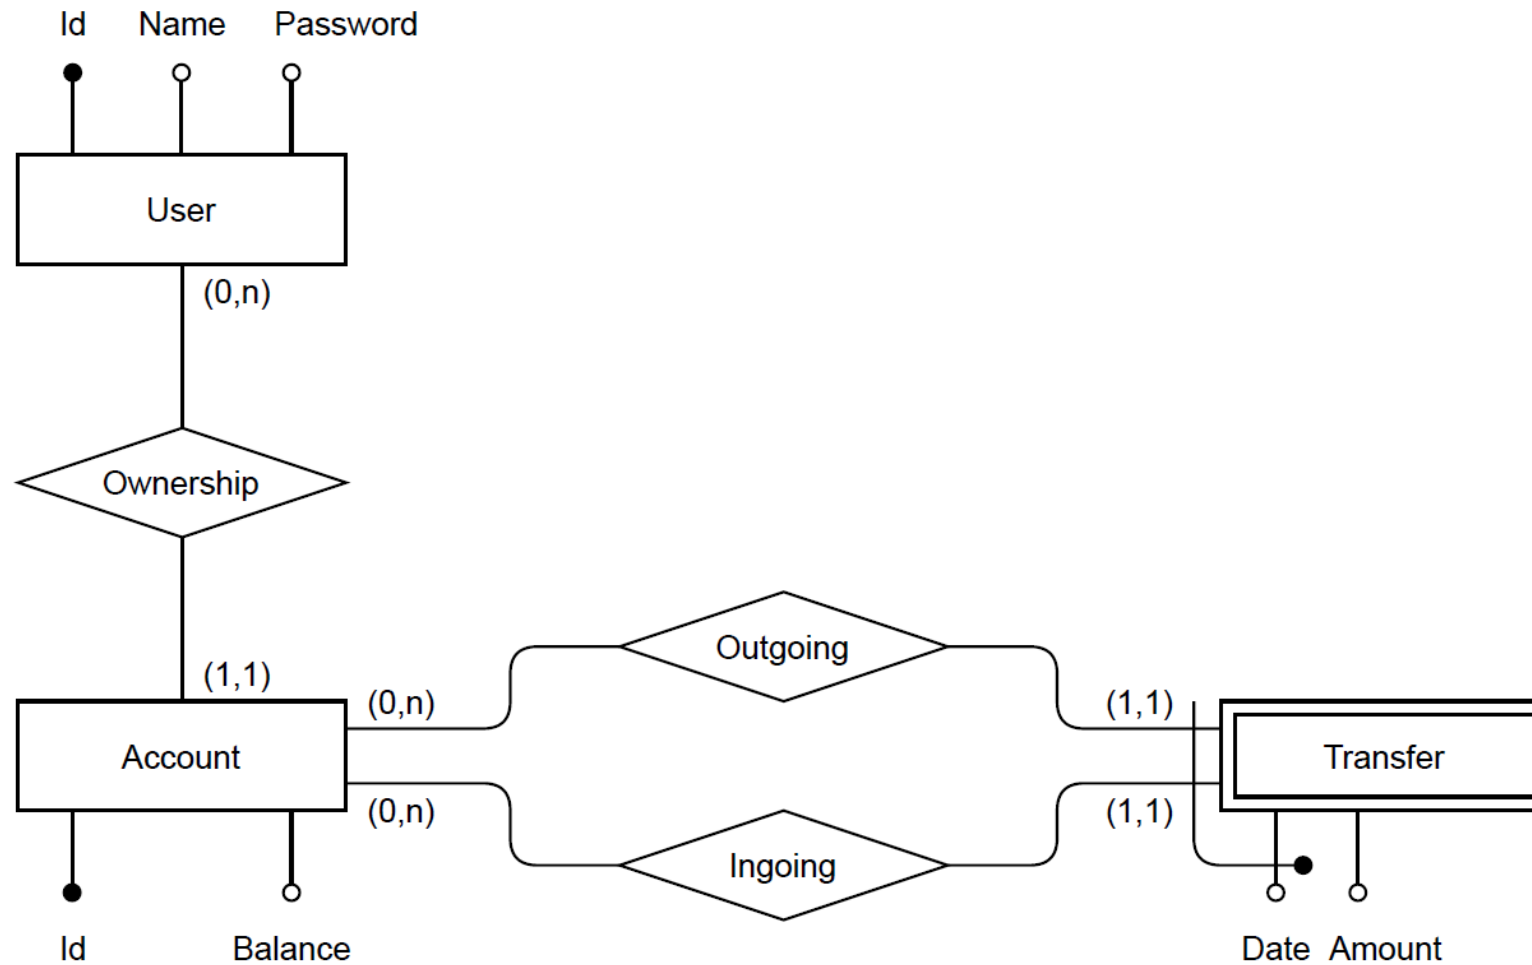 Id Name Password
User
(0,n)
Ownership
(1,1)
Outgoing
(0,n) (1,1)
Account Transfer
(0,n) (1,1)
Ingoing
Id Balance Date Amount